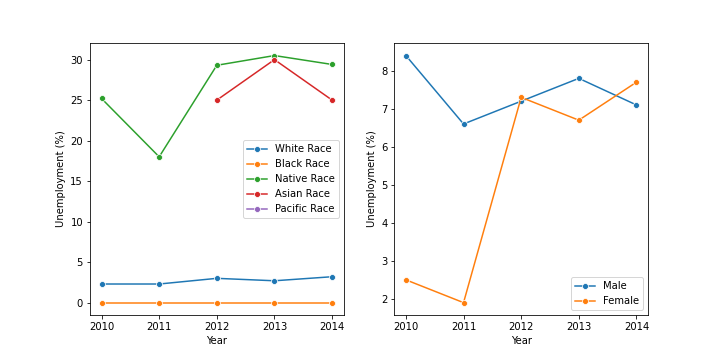 30
25
20
15
10
5
0
Unemployment (%)
White Race
Black Race
Native Race
Asian Race
Pacific Race
2010 2011 2012 2013 2014
Year
8
7
6
5
4
3
2
Unemployment (%)
Male
Female
2010 2011 2012 2013 2014
Year